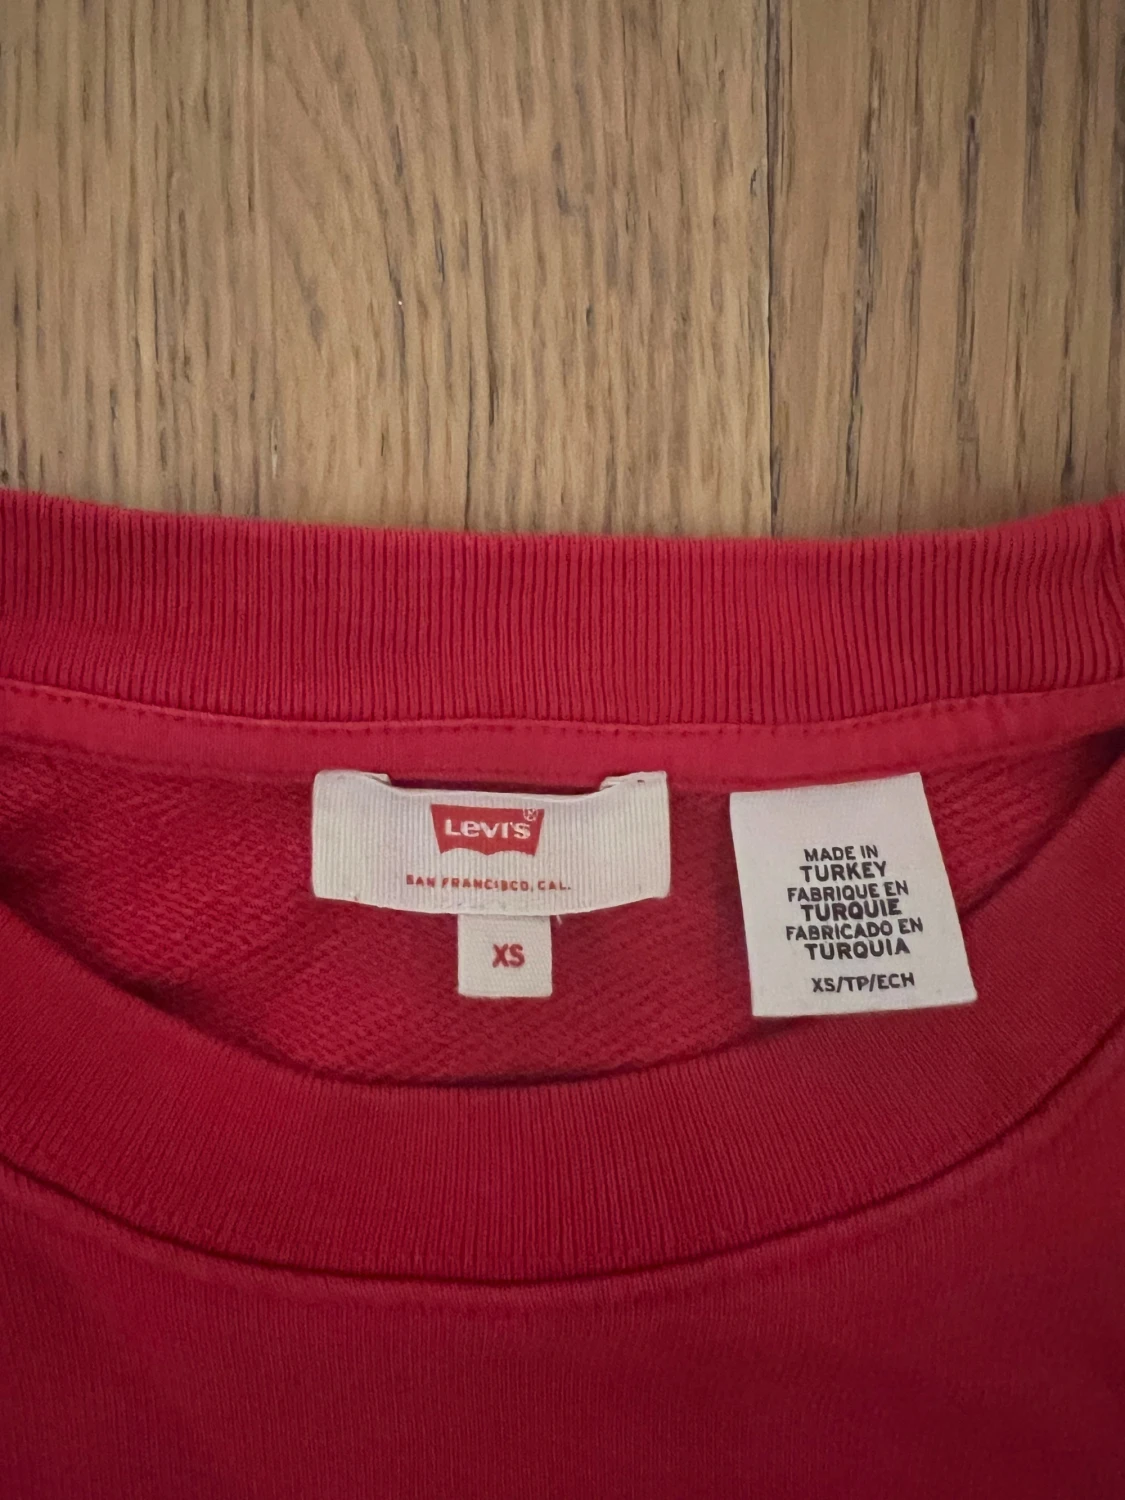 Levi's
SAN FRANCISCO, CAL.
XS
MADE IN
TURKEY
FABRIQUE EN
TURQUIE
FABRICADO EN
TURQUIA
XS/TP/ECH